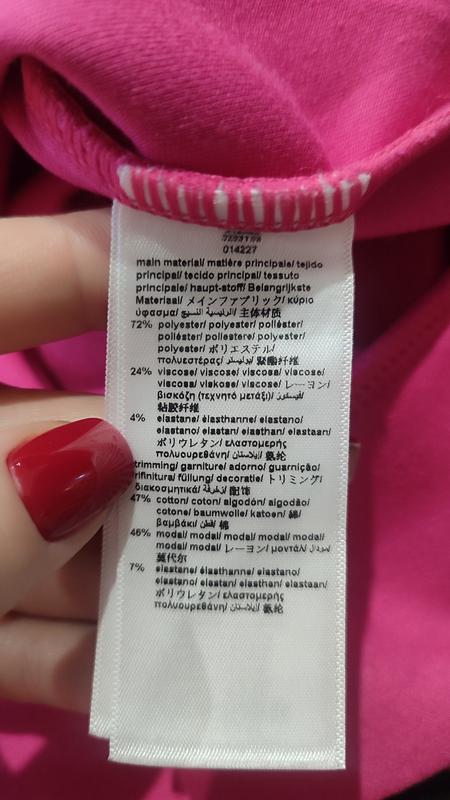 014227
main material/ matière principale/ tejido
principal/ tecido principal/ tessuto
principale/ haupt-stoff/ Belangrijkste
Materiaal/ メインファブリック/ κύριο
ύφασμα/ الرئيسية النسيج/ 主体材质
72% polyester/ polyester/ poliéster/
poliéster/ poliestere/ polyester/
polyester/ ポリエステル/
πολυεστέρας/ بوليستر/ 聚酯纤维
24% viscose/ viscose/ viscosa/ viscose/
viscosa/ viskose/ viscose/ レーヨン/
βισκόζη (τεχνητό μετάξι)/ فيسكوز/
粘胶纤维
4% elastane/ élasthanne/ elastano/
elastano/ elastan/ elasthan/ elastaan/
ポリウレタン/ ελαστομερής
πολυουρεθάνη/ إيلاستان/ 氨纶
trimming/ garniture/ adorno/ guarnição/
rifinitura/ füllung/ decoratie/ トリミング/
διακοσμητικά/ زخرفة/ 配饰
47% cotton/ coton/ algodón/ algodão/
cotone/ baumwolle/ katoen/ 綿/
βαμβάκι/ قطن/ 棉
46% modal/ modal/ modal/ modal/ modal/
modal/ modal/ レーヨン/ μοντάλ/ مودال/
莫代尔
7% elastane/ élasthanne/ elastano/
elastano/ elastan/ elasthan/ elastaan/
ポリウレタン/ ελαστομερής
πολυουρεθάνη/ إيلاستان/ 氨纶